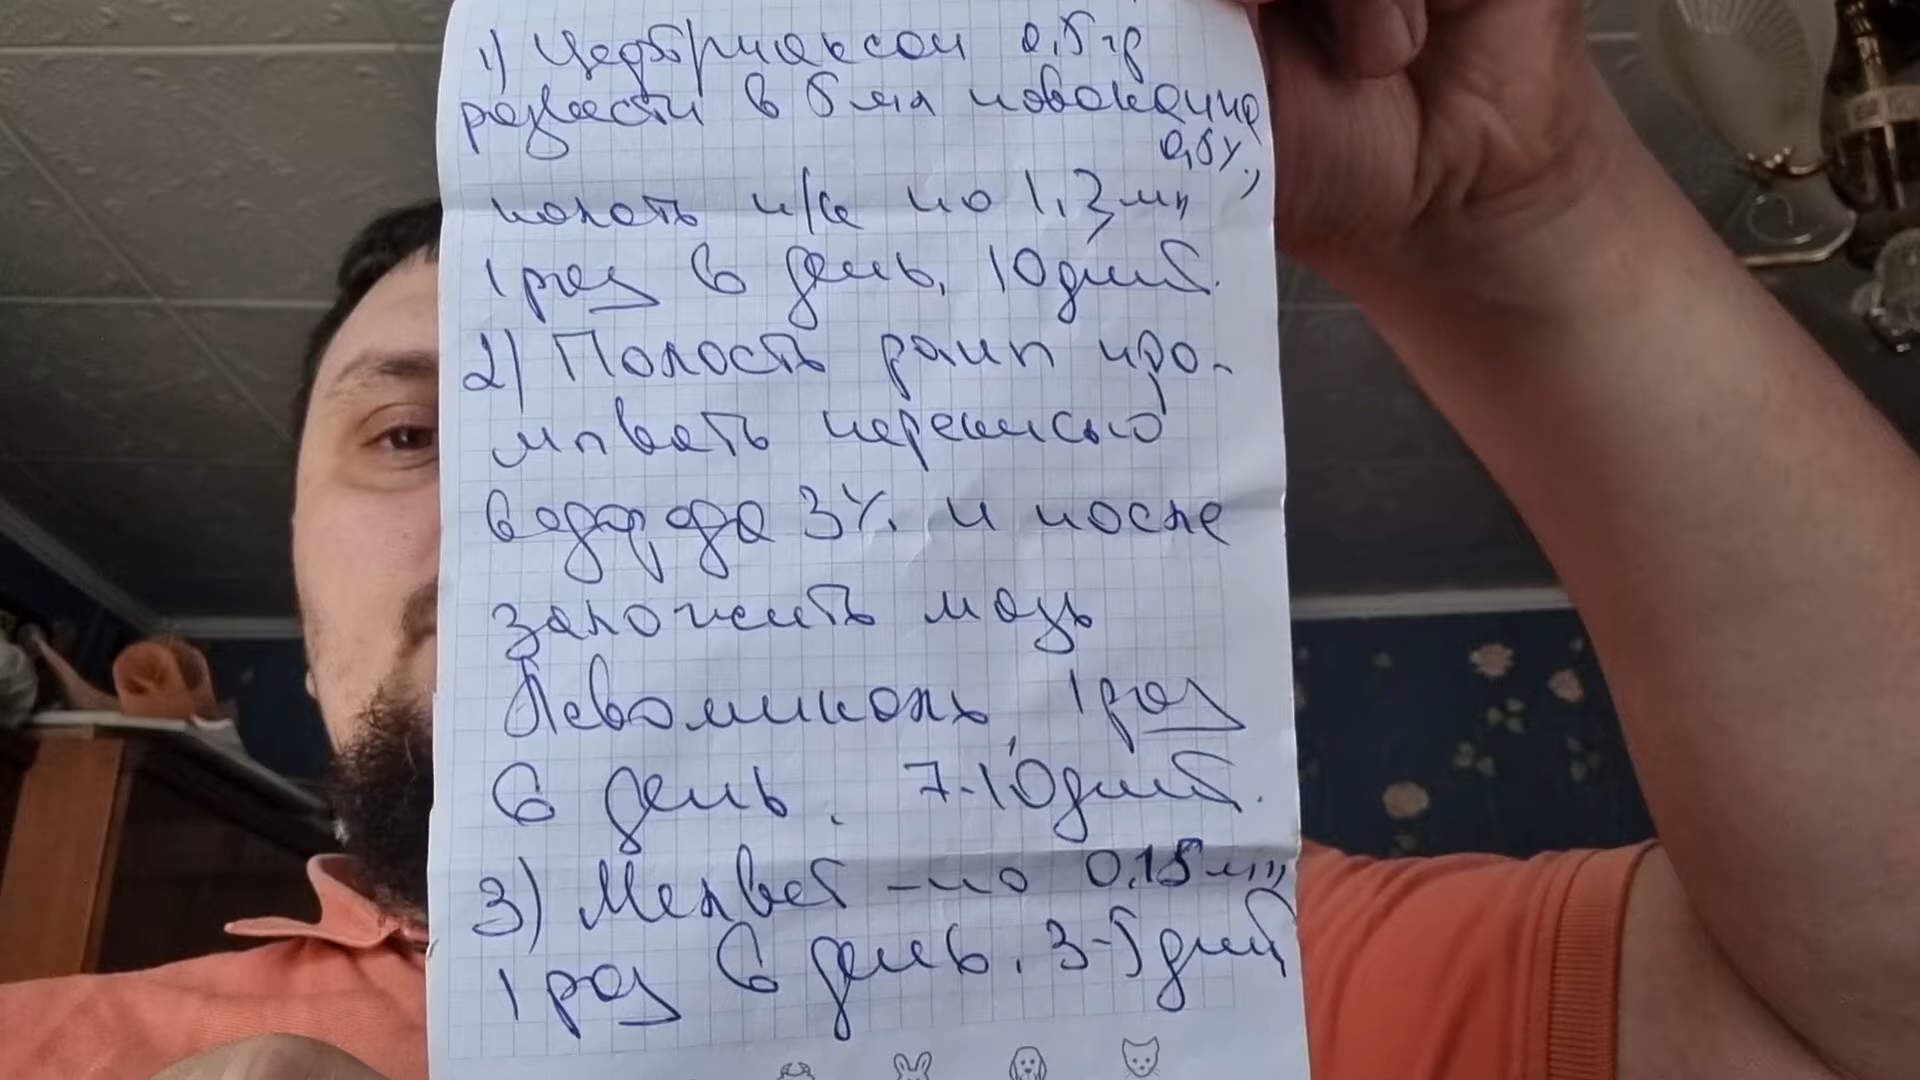 1) Цефтриаксон 0,5 гр
развести в 5 мл новокаина
0,5%,
колоть п/к по 1,3 мл
1 раз в день, 10 дней.
2) Полость раны про-
мывать перекисью
водорода 3% и после
заложить мазь
Левомиколь, 1 раз
в день. 7-10 дней.
3) Мелвет - по 0,15 мл,
1 раз в день. 3-5 дней